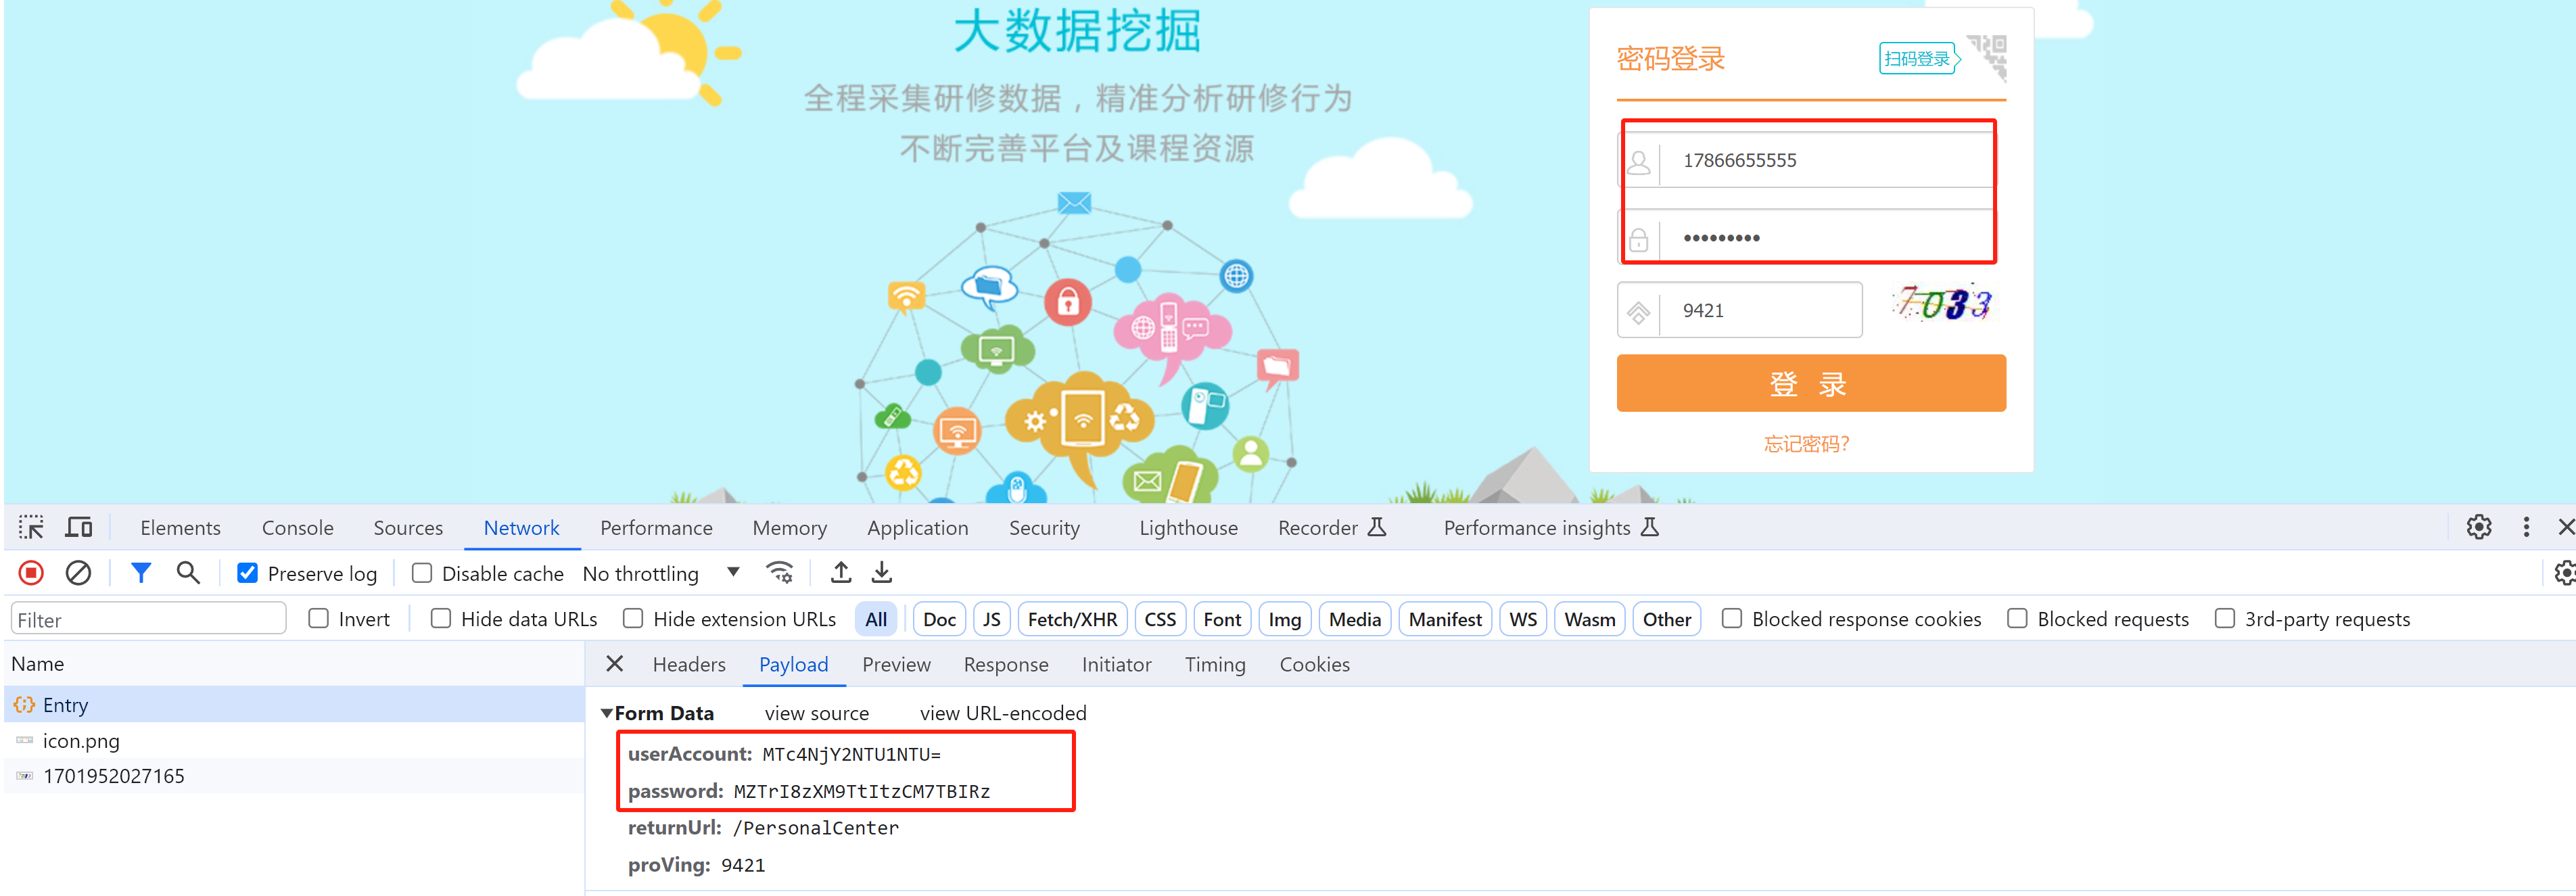 大数据挖掘
全程采集研修数据，精准分析研修行为
不断完善平台及课程资源
密码登录
扫码登录
17866655555
•••••••••
9421
7033
登 录
忘记密码?
Elements Console Sources Network Performance Memory Application Security Lighthouse Recorder Performance insights
Preserve log Disable cache No throttling
Filter Invert Hide data URLs Hide extension URLs All Doc JS Fetch/XHR CSS Font Img Media Manifest WS Wasm Other Blocked response cookies Blocked requests 3rd-party requests
Name
Headers Payload Preview Response Initiator Timing Cookies
Entry
icon.png
1701952027165
Form Data view source view URL-encoded
userAccount: MTc4NjY2NTU1NTU=
password: MZTrI8zXM9TtItzCM7TBIRz
returnUrl: /PersonalCenter
proVing: 9421